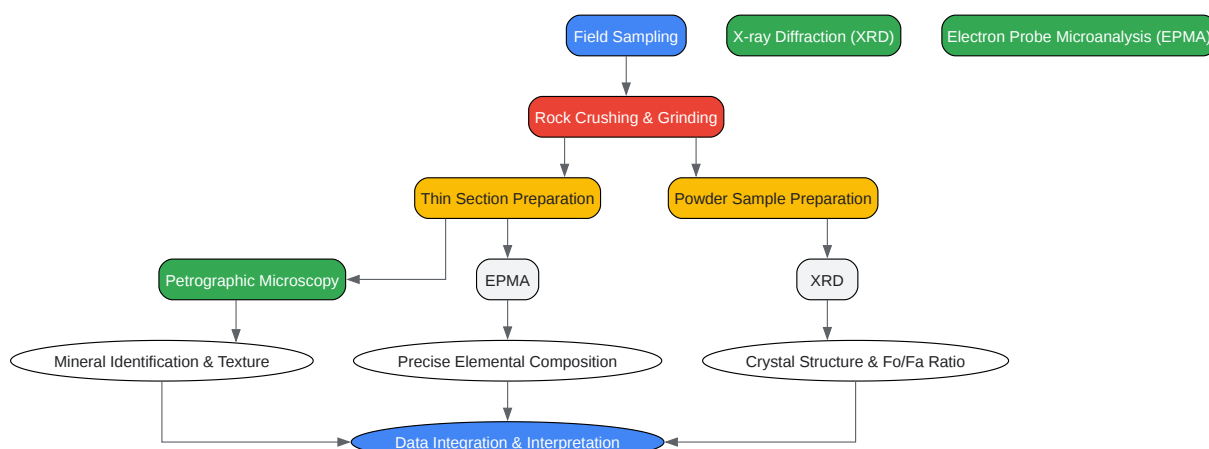 Field Sampling
X-ray Diffraction (XRD)
Electron Probe Microanalysis (EPMA)
Rock Crushing & Grinding
Thin Section Preparation
Powder Sample Preparation
Petrographic Microscopy
EPMA
XRD
Mineral Identification & Texture
Precise Elemental Composition
Crystal Structure & Fo/Fa Ratio
Data Integration & Interpretation